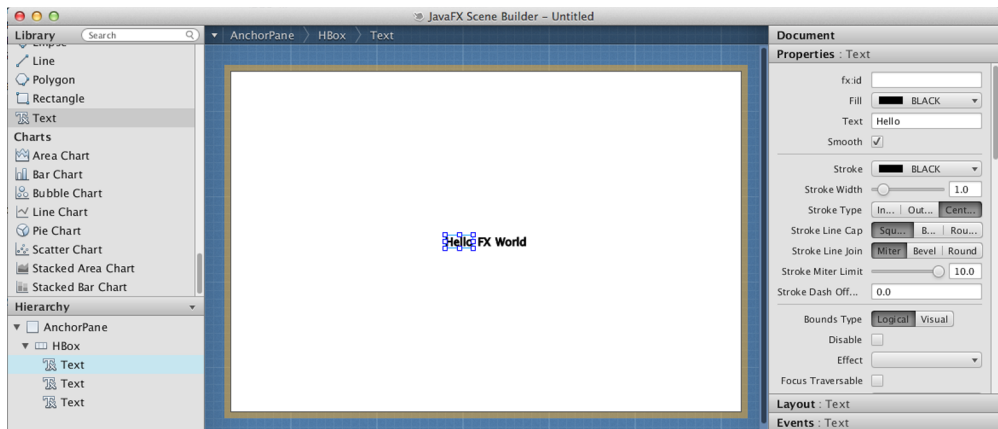 JavaFX Scene Builder – Untitled
Library
Search
AnchorPane
HBox
Text
Document
Ellipse
Line
Polygon
Rectangle
Text
Charts
Area Chart
Bar Chart
Bubble Chart
Line Chart
Pie Chart
Scatter Chart
Stacked Area Chart
Stacked Bar Chart
Hierarchy
AnchorPane
HBox
Text
Text
Text
Hello FX World
Properties : Text
fx:id
Fill BLACK
Text Hello
Smooth
Stroke BLACK
Stroke Width 1.0
Stroke Type In... Out... Cent...
Stroke Line Cap Squ... B... Rou...
Stroke Line Join Miter Bevel Round
Stroke Miter Limit 10.0
Stroke Dash Off... 0.0
Bounds Type Logical Visual
Disable
Effect
Focus Traversable
Layout : Text
Events : Text